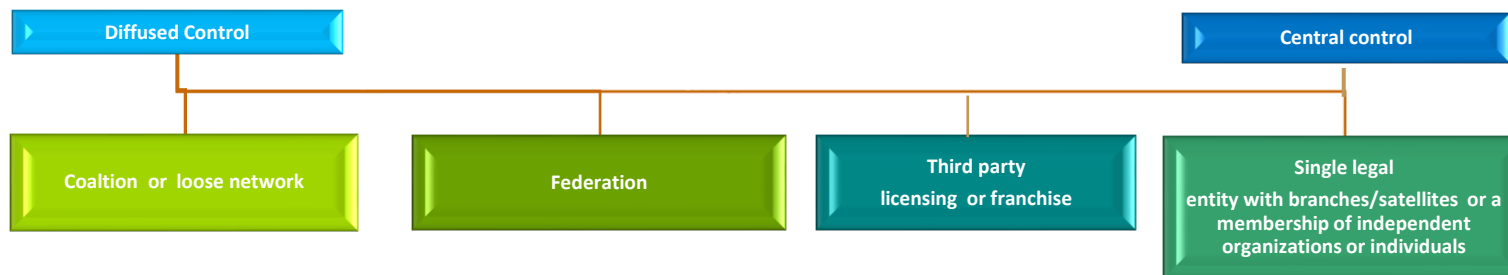 Diffused Control
Central control
Coaltion or loose network
Federation
Third party
licensing or franchise
Single legal
entity with branches/satellites or a
membership of independent
organizations or individuals